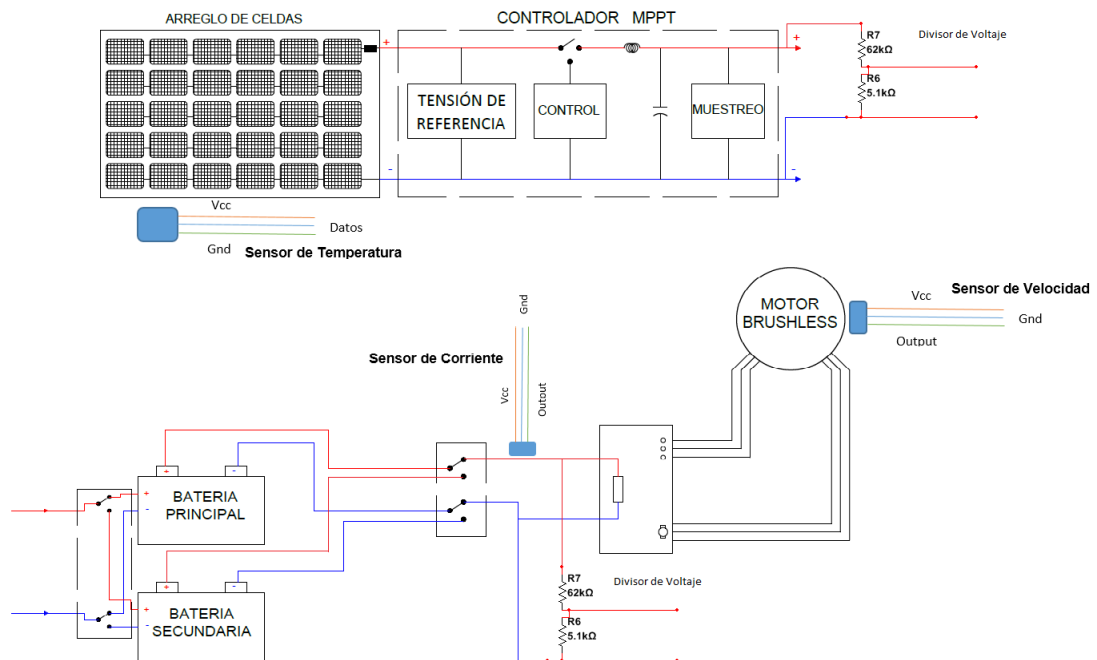 ARREGLO DE CELDAS
CONTROLADOR MPPT
+
-
TENSIÓN DE
REFERENCIA
CONTROL
MUESTREO
+
-
R7
62kΩ
R6
5.1kΩ
Divisor de Voltaje
Vcc
Datos
Gnd
Sensor de Temperatura
MOTOR
BRUSHLESS
Sensor de Velocidad
Vcc
Gnd
Output
Sensor de Corriente
Gnd
Vcc
Outout
+
-
+
-
BATERIA
PRINCIPAL
+
-
+
-
BATERIA
SECUNDARIA
R7
62kΩ
R6
5.1kΩ
Divisor de Voltaje